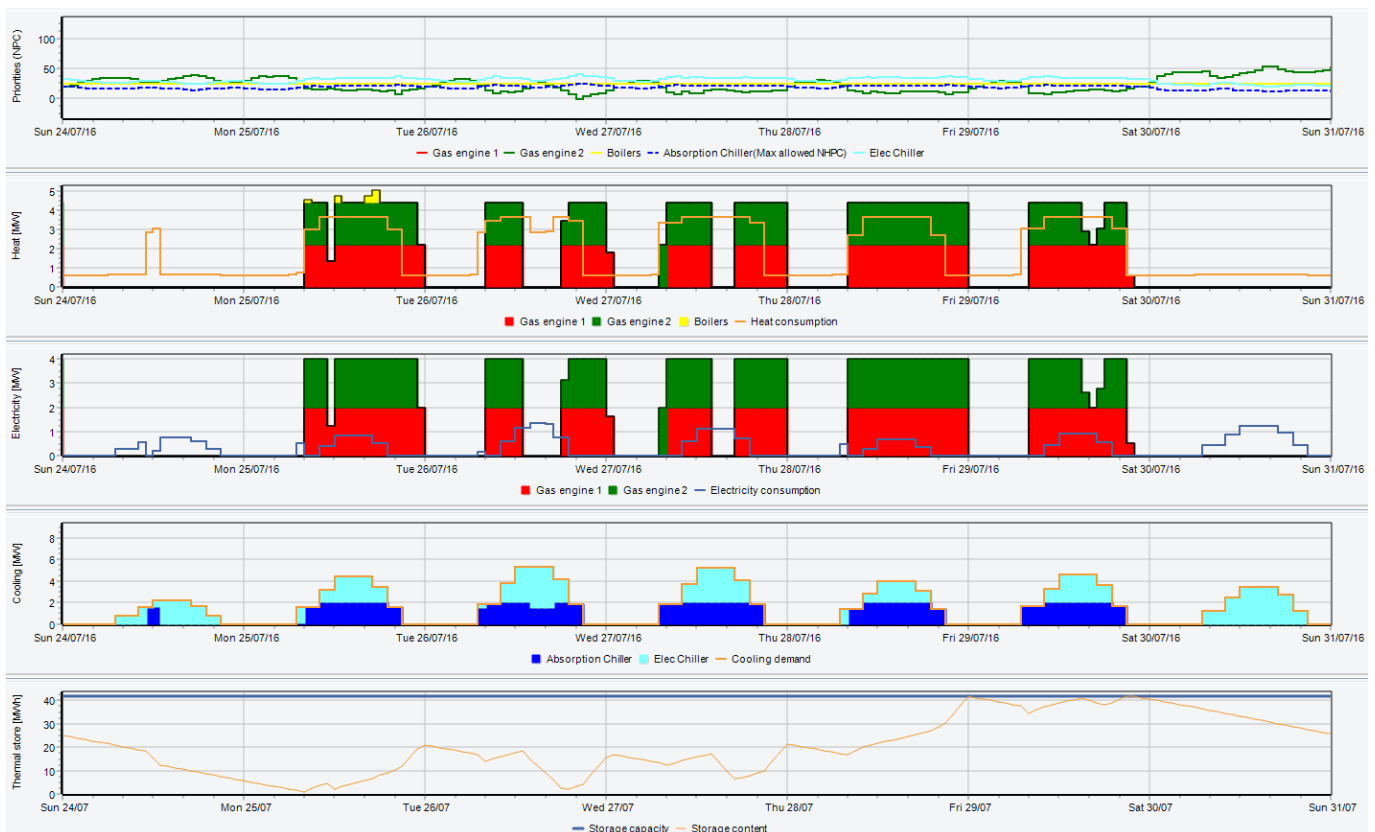 Priorities (NPC)
100
50
0
Sun 24/07/16 Mon 25/07/16 Tue 26/07/16 Wed 27/07/16 Thu 28/07/16 Fri 29/07/16 Sat 30/07/16 Sun 31/07/16
Gas engine 1 Gas engine 2 Boilers Absorption Chiller(Max allowed NHPC) Elec Chiller
Heat [MW]
5
4
3
2
1
0
Sun 24/07/16 Mon 25/07/16 Tue 26/07/16 Wed 27/07/16 Thu 28/07/16 Fri 29/07/16 Sat 30/07/16 Sun 31/07/16
Gas engine 1 Gas engine 2 Boilers Heat consumption
Electricity [MW]
4
3
2
1
0
Sun 24/07/16 Mon 25/07/16 Tue 26/07/16 Wed 27/07/16 Thu 28/07/16 Fri 29/07/16 Sat 30/07/16 Sun 31/07/16
Gas engine 1 Gas engine 2 Electricity consumption
Cooling [MW]
8
6
4
2
0
Sun 24/07/16 Mon 25/07/16 Tue 26/07/16 Wed 27/07/16 Thu 28/07/16 Fri 29/07/16 Sat 30/07/16 Sun 31/07/16
Absorption Chiller Elec Chiller Cooling demand
Thermal store [MWh]
40
30
20
10
0
Sun 24/07 Mon 25/07 Tue 26/07 Wed 27/07 Thu 28/07 Fri 29/07 Sat 30/07 Sun 31/07
Storage capacity Storage content